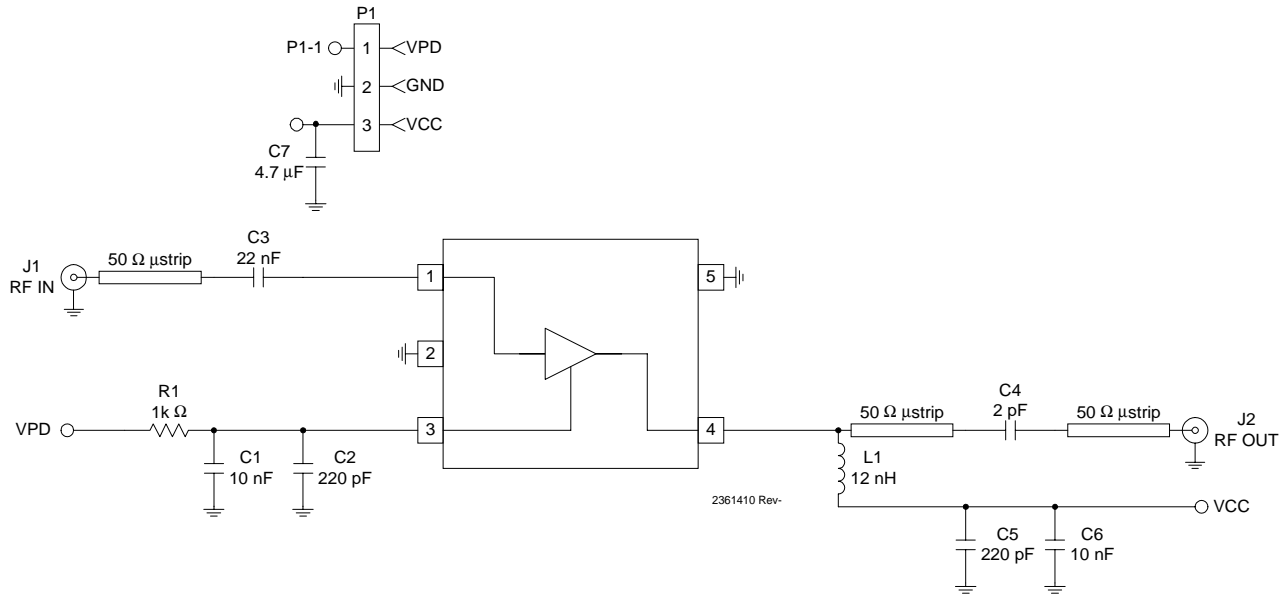 P1
P1-1
1
VPD
2
GND
3
VCC
C7
4.7 µF
J1
RF IN
50 Ω µstrip
C3
22 nF
1
5
2
R1
1k Ω
VPD
3
C1
10 nF
C2
220 pF
4
50 Ω µstrip
C4
2 pF
50 Ω µstrip
J2
RF OUT
L1
12 nH
2361410 Rev-
VCC
C5
220 pF
C6
10 nF